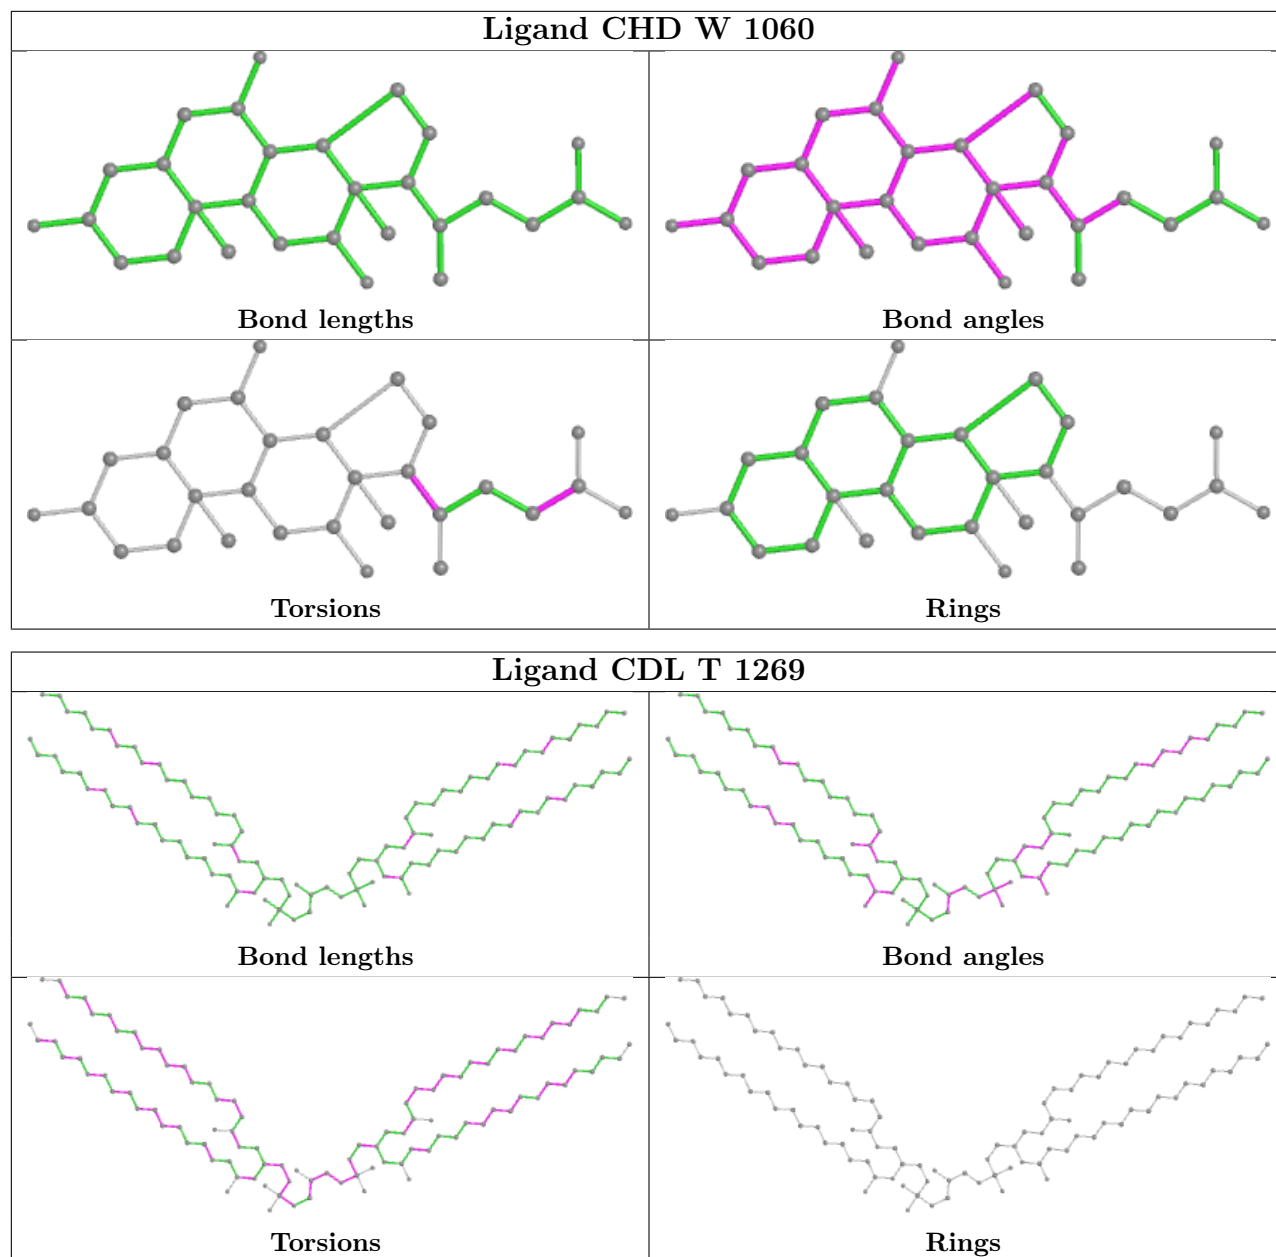 Ligand CHD W 1060
Bond lengths
Bond angles
Torsions
Rings
Ligand CDL T 1269
Bond lengths
Bond angles
Torsions
Rings